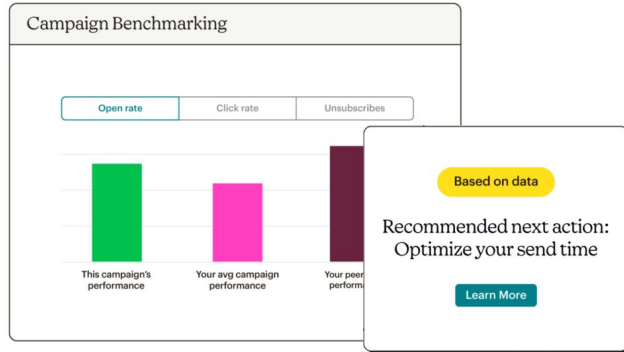 Campaign Benchmarking
Open rate
Click rate
Unsubscribes
This campaign's
performance
Your avg campaign
performance
Your peer
Based on data
Recommended next action:
Optimize your send time
Learn More